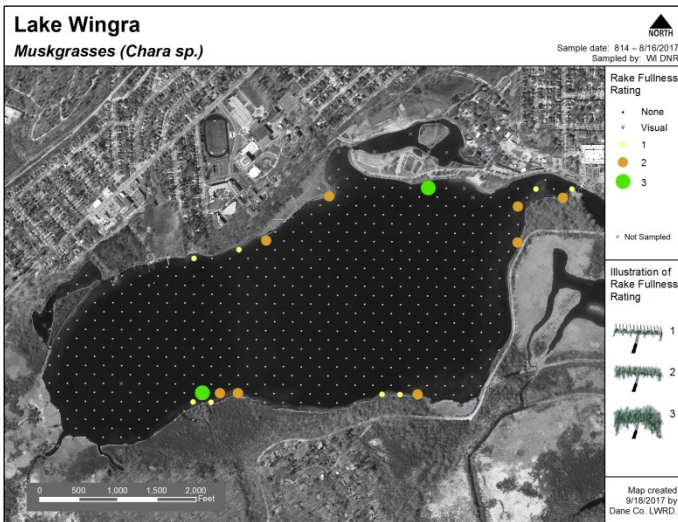 Lake Wingra
Muskgrasses (Chara sp.)
NORTH
Sample date: 814 – 8/16/2017
Sampled by: WI DNR
Rake Fullness
Rating
None
v Visual
1
2
3
× Not Sampled
Illustration of
Rake Fullness
Rating
1
2
3
0 500 1,000 1,500 2,000
Feet
Map created
9/18/2017 by
Dane Co. LWRD.